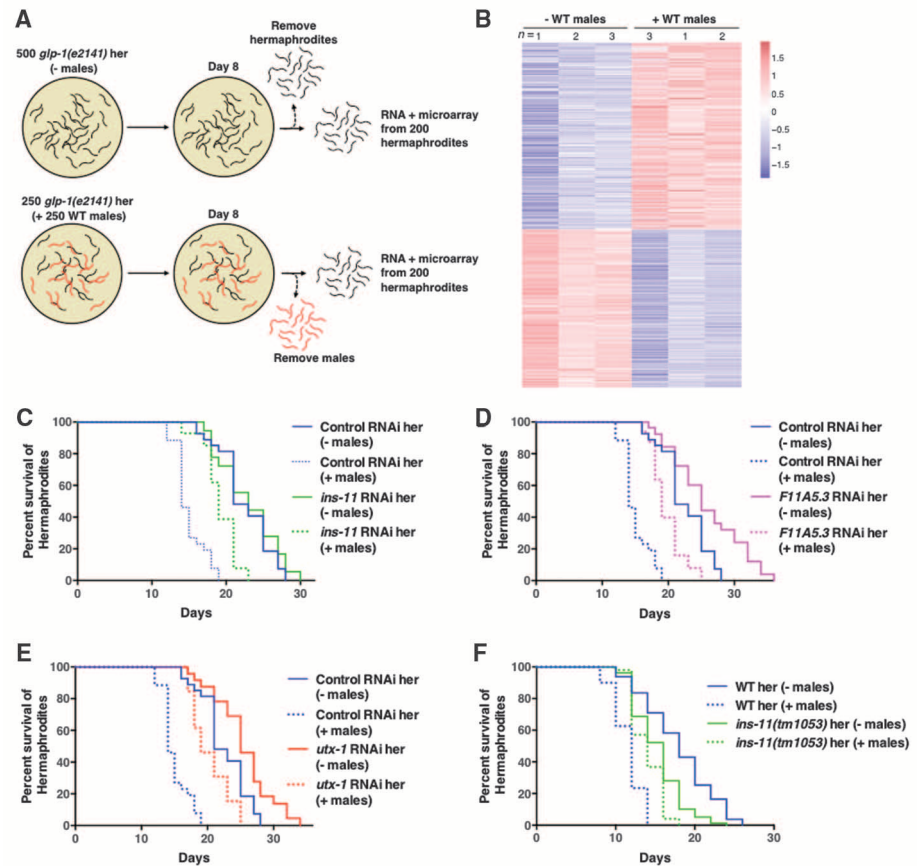 A
500 glp-1(e2141) her
(- males)
Day 8
Remove
hermaphrodites
RNA + microarray
from 200
hermaphrodites
250 glp-1(e2141) her
(+ 250 WT males)
Day 8
RNA + microarray
from 200
hermaphrodites
Remove males
B
- WT males + WT males
n = 1 2 3 3 1 2
1.5
1
0.5
0
-0.5
-1
-1.5
C
Percent survival of
Hermaphrodites
100
80
60
40
20
0
0 10 20 30
Days
Control RNAi her
(- males)
Control RNAi her
(+ males)
ins-11 RNAi her
(- males)
ins-11 RNAi her
(+ males)
D
Percent survival of
Hermaphrodites
100
80
60
40
20
0
0 10 20 30
Days
Control RNAi her
(- males)
Control RNAi her
(+ males)
F11A5.3 RNAi her
(- males)
F11A5.3 RNAi her
(+ males)
E
Percent survival of
Hermaphrodites
100
80
60
40
20
0
0 10 20 30
Days
Control RNAi her
(- males)
Control RNAi her
(+ males)
utx-1 RNAi her
(- males)
utx-1 RNAi her
(+ males)
F
Percent survival of
Hermaphrodites
100
80
60
40
20
0
0 10 20 30
Days
WT her (- males)
WT her (+ males)
ins-11(tm1053) her (- males)
ins-11(tm1053) her (+ males)